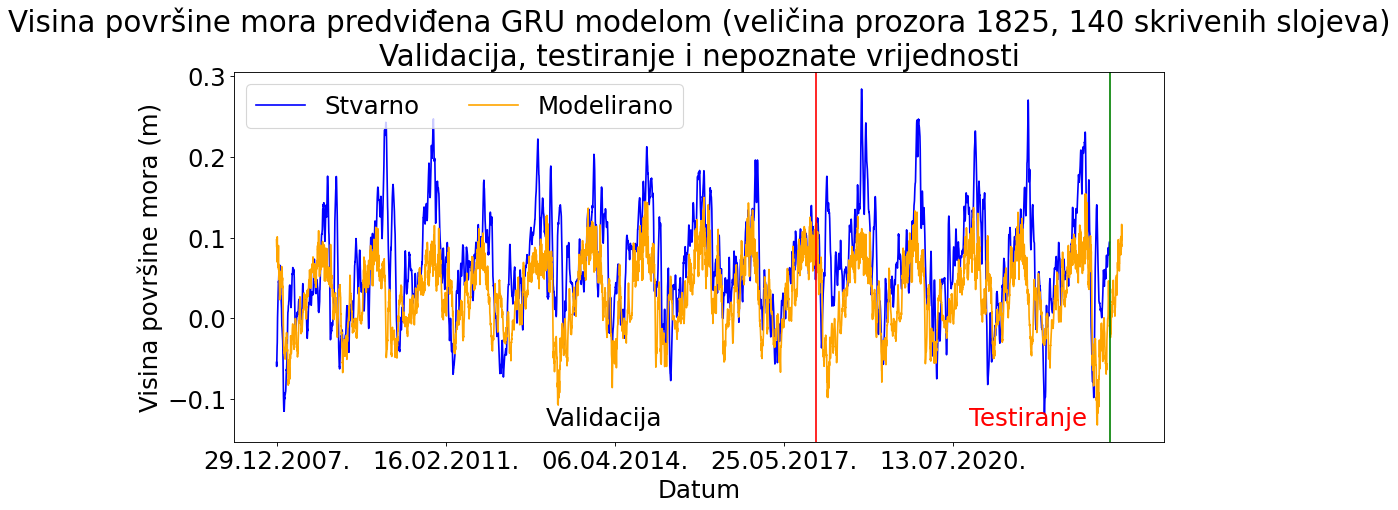 Visina površine mora predviđena GRU modelom (veličina prozora 1825, 140 skrivenih slojeva)
Validacija, testiranje i nepoznate vrijednosti
Stvarno
Modelirano
Visina površine mora (m)
0.3
0.2
0.1
0.0
−0.1
Validacija
Testiranje
29.12.2007.
16.02.2011.
06.04.2014.
25.05.2017.
13.07.2020.
Datum